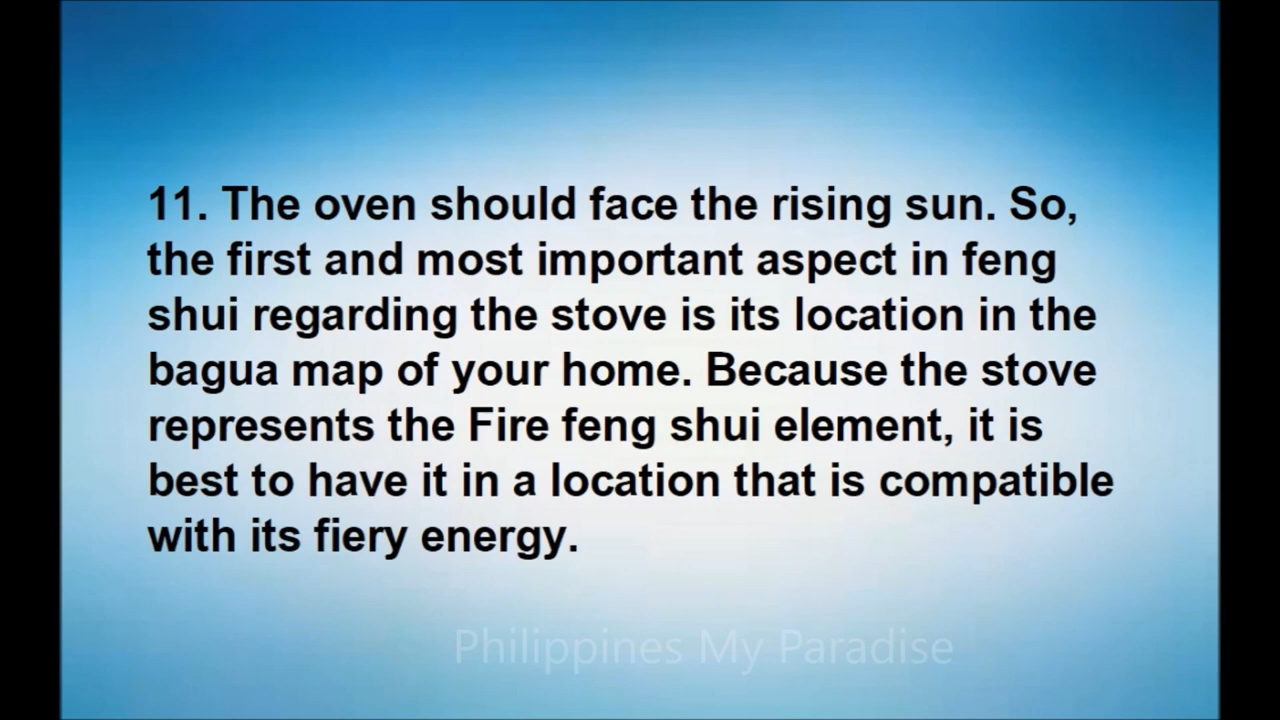 11. The oven should face the rising sun. So,
the first and most important aspect in feng
shui regarding the stove is its location in the
bagua map of your home. Because the stove
represents the Fire feng shui element, it is
best to have it in a location that is compatible
with its fiery energy.
Philippines My Paradise